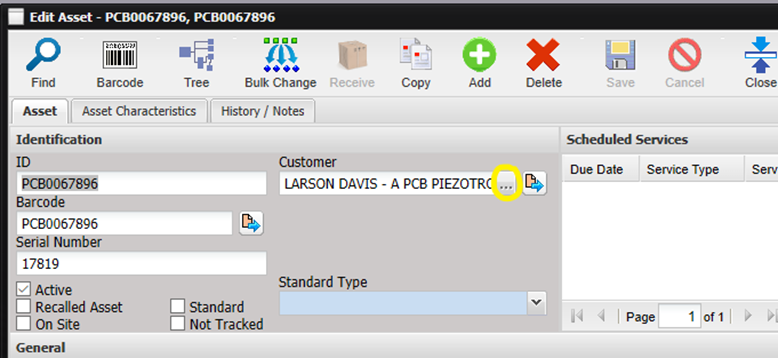 Edit Asset - PCB0067896, PCB0067896
Find Barcode Tree Bulk Change Receive Copy Add Delete Save Cancel Close
Asset Asset Characteristics History / Notes
Identification Scheduled Services
ID Customer
Due Date Service Type Serv
PCB0067896 LARSON DAVIS - A PCB PIEZOTRO ...
Barcode
PCB0067896
Serial Number
17819
Active Standard Type
Recalled Asset Standard
On Site Not Tracked
Page 1 of 1
General